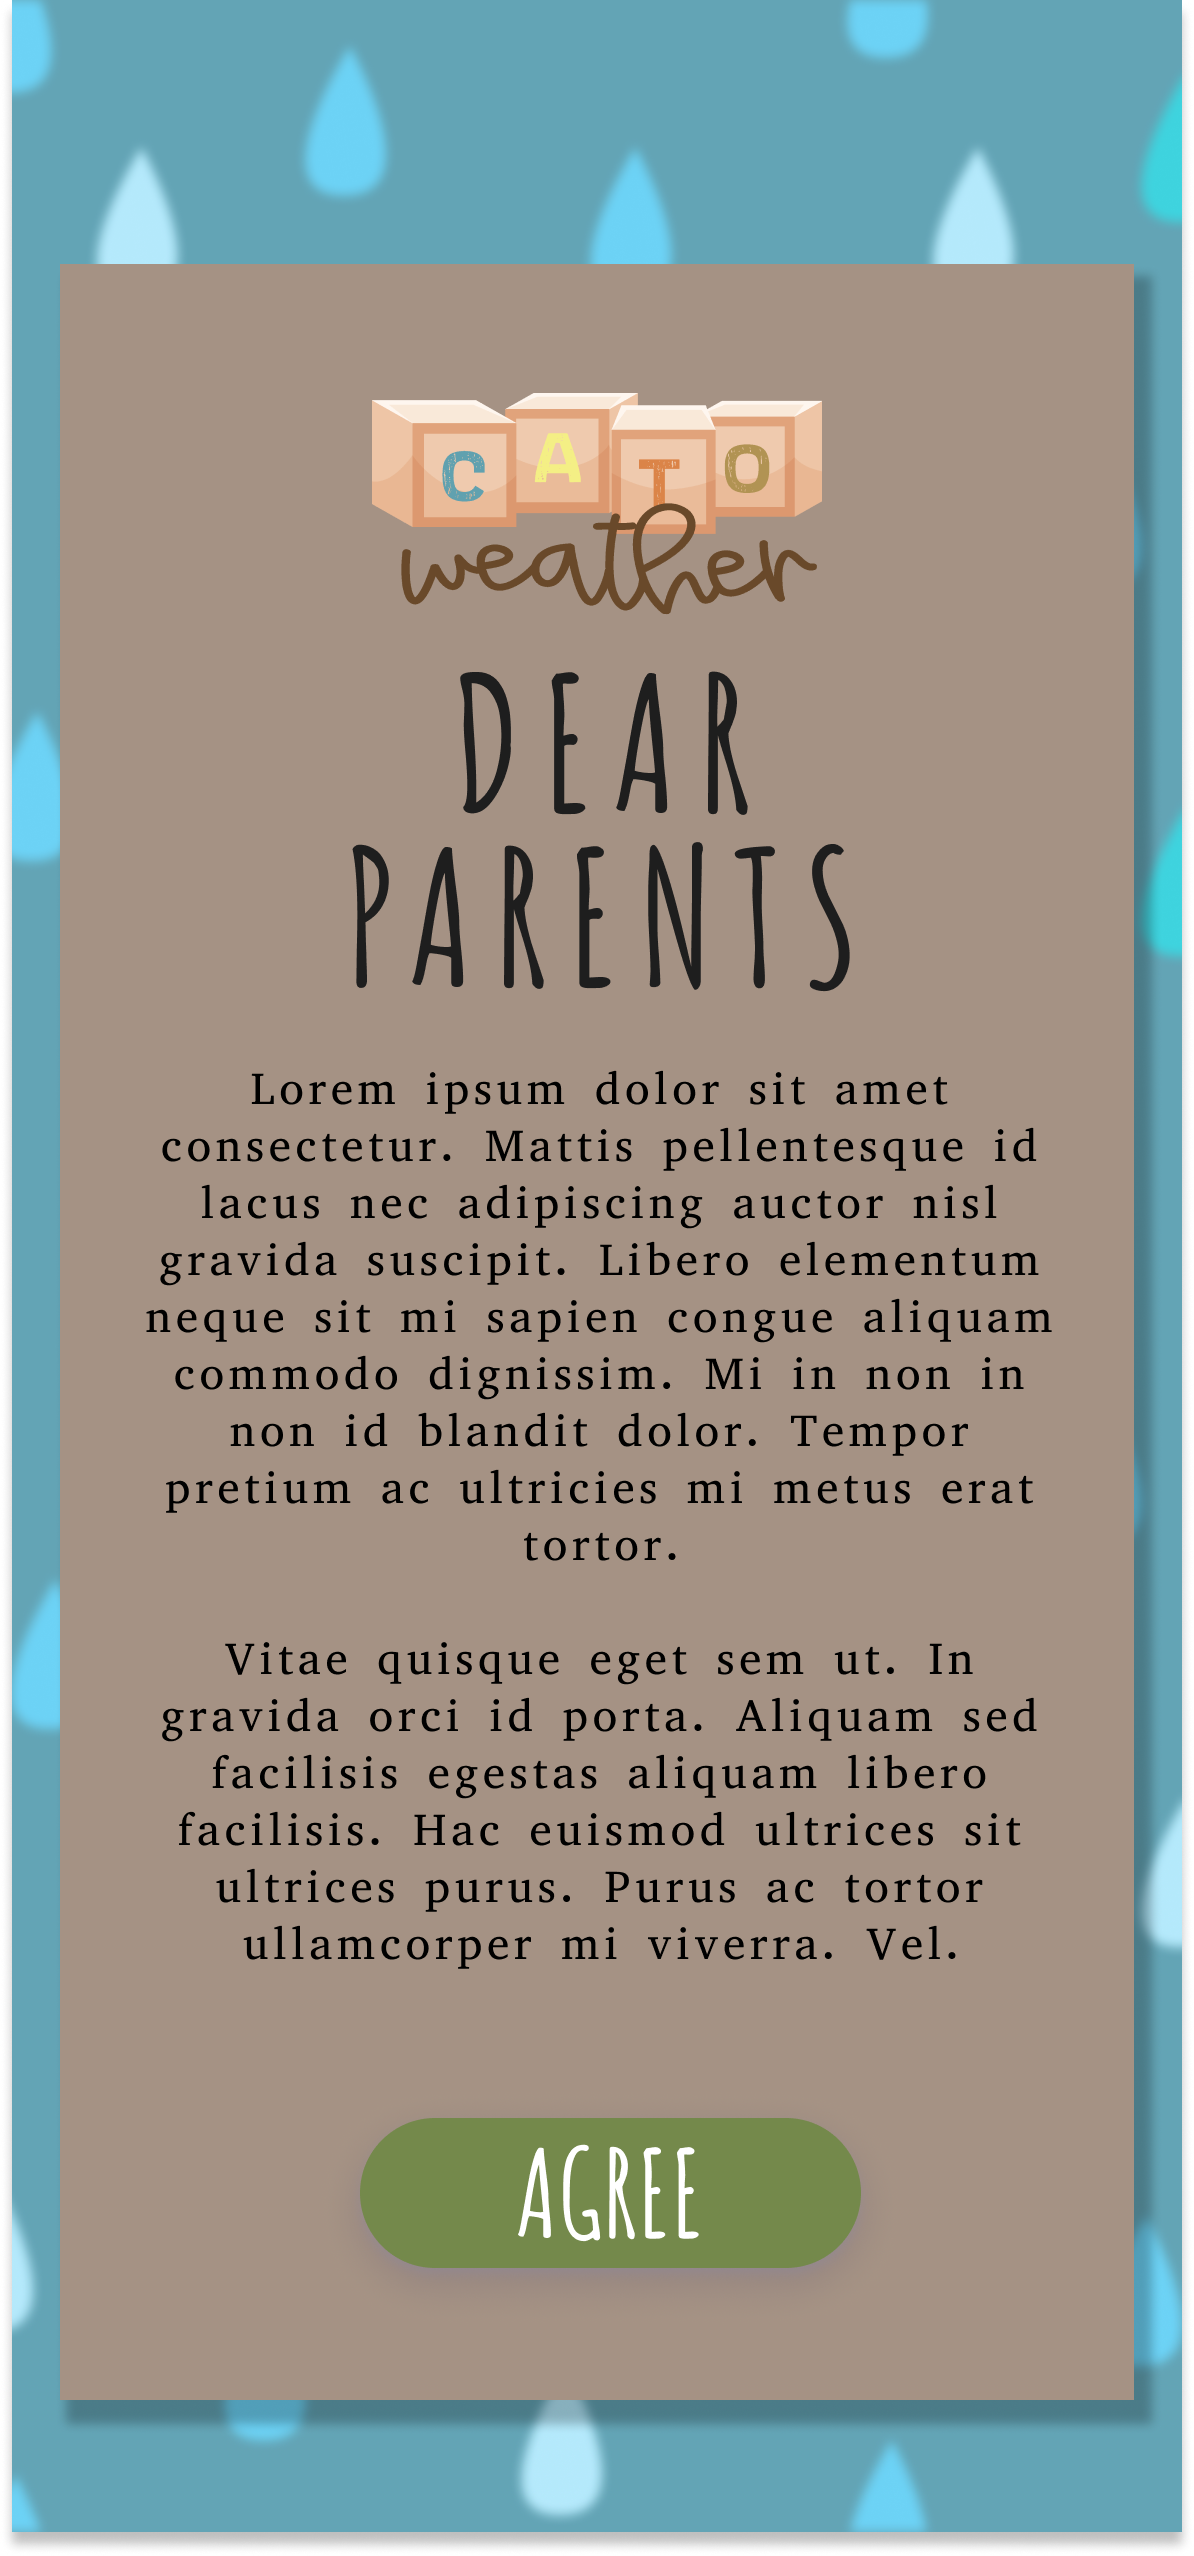 CATO
weather
DEAR
PARENTS
Lorem ipsum dolor sit amet
consectetur. Mattis pellentesque id
lacus nec adipiscing auctor nisl
gravida suscipit. Libero elementum
neque sit mi sapien congue aliquam
commodo dignissim. Mi in non in
non id blandit dolor. Tempor
pretium ac ultricies mi metus erat
tortor.
Vitae quisque eget sem ut. In
gravida orci id porta. Aliquam sed
facilisis egestas aliquam libero
facilisis. Hac euismod ultrices sit
ultrices purus. Purus ac tortor
ullamcorper mi viverra. Vel.
AGREE